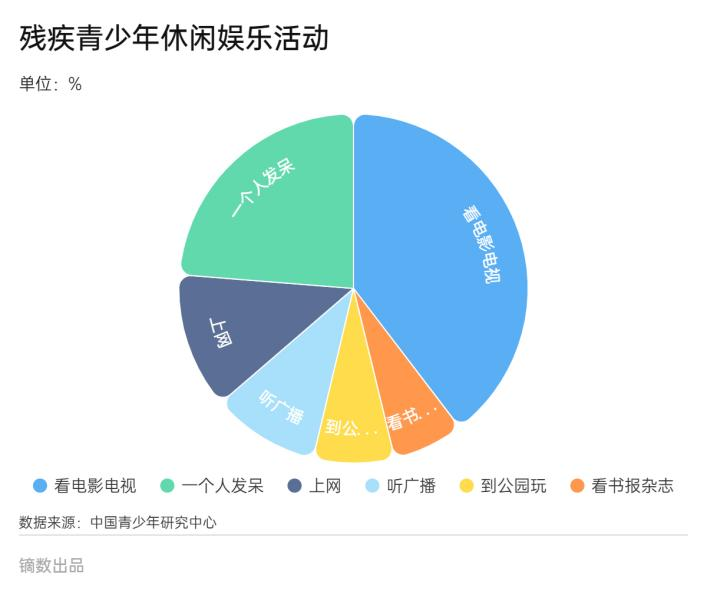 残疾青少年休闲娱乐活动
单位：%
一个人发呆
看电影电视
上网
听广播
到公...
看书...
看电影电视 一个人发呆 上网 听广播 到公园玩 看书报杂志
数据来源：中国青少年研究中心
镝数出品